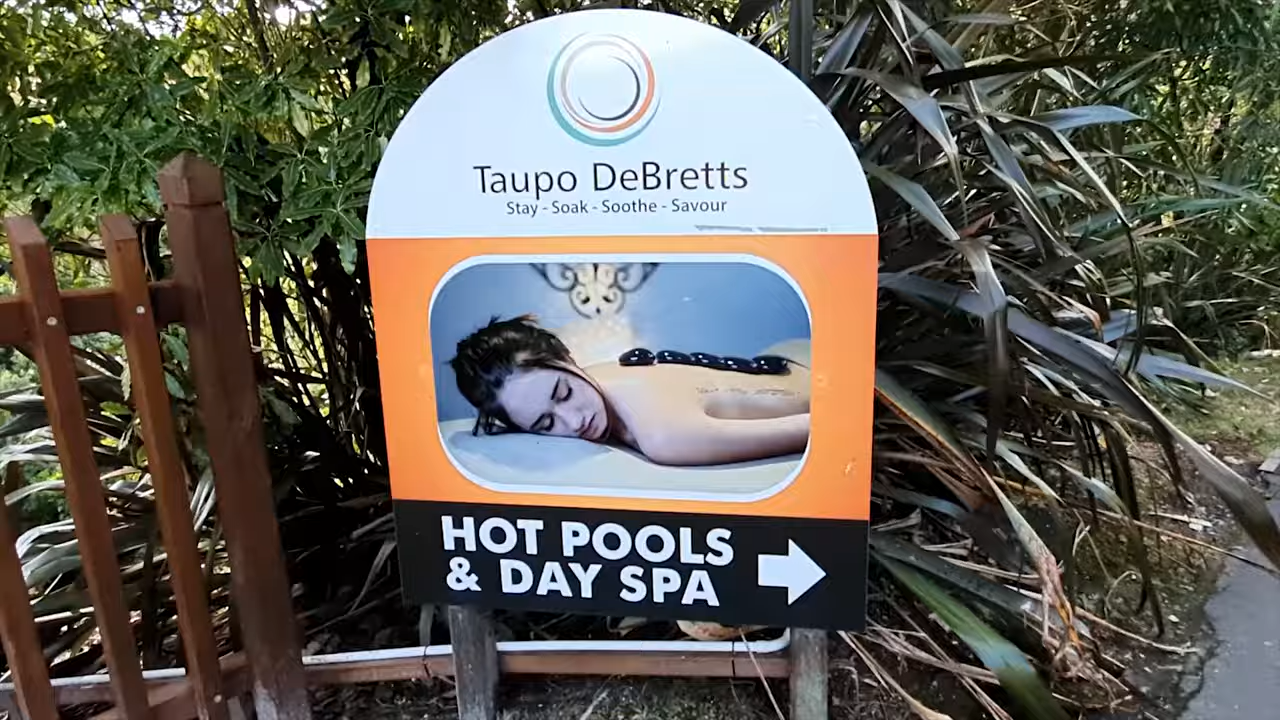 Taupo DeBretts
Stay - Soak - Soothe - Savour
HOT POOLS
& DAY SPA